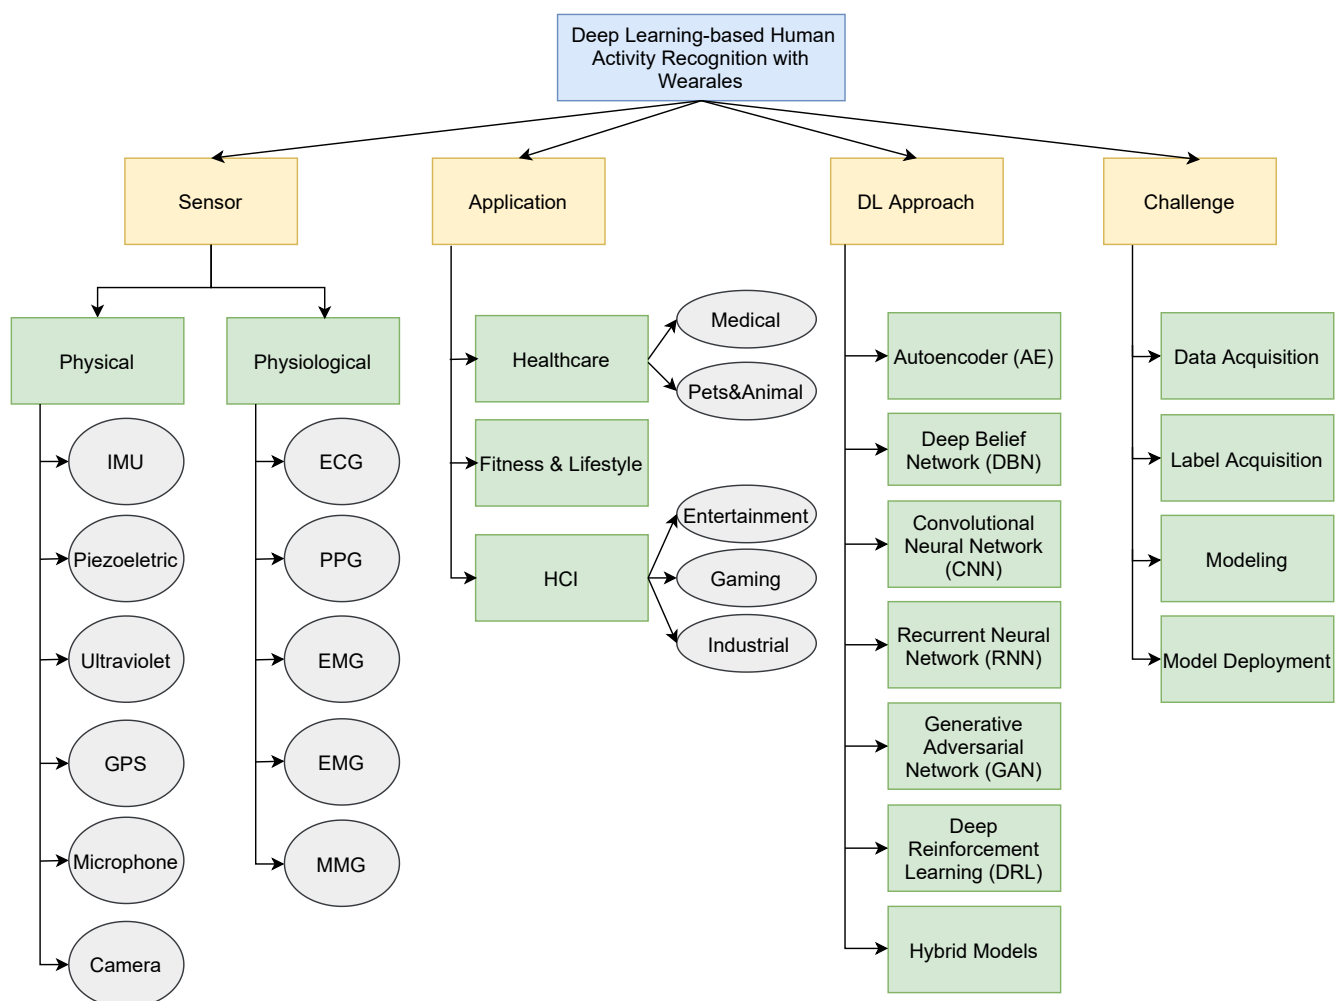 Deep Learning-based Human
Activity Recognition with
Wearales
Sensor
Application
DL Approach
Challenge
Physical
Physiological
IMU
Piezoeletric
Ultraviolet
GPS
Microphone
Camera
ECG
PPG
EMG
EMG
MMG
Healthcare
Medical
Pets&Animal
Fitness & Lifestyle
HCI
Entertainment
Gaming
Industrial
Autoencoder (AE)
Deep Belief
Network (DBN)
Convolutional
Neural Network
(CNN)
Recurrent Neural
Network (RNN)
Generative
Adversarial
Network (GAN)
Deep
Reinforcement
Learning (DRL)
Hybrid Models
Data Acquisition
Label Acquisition
Modeling
Model Deployment